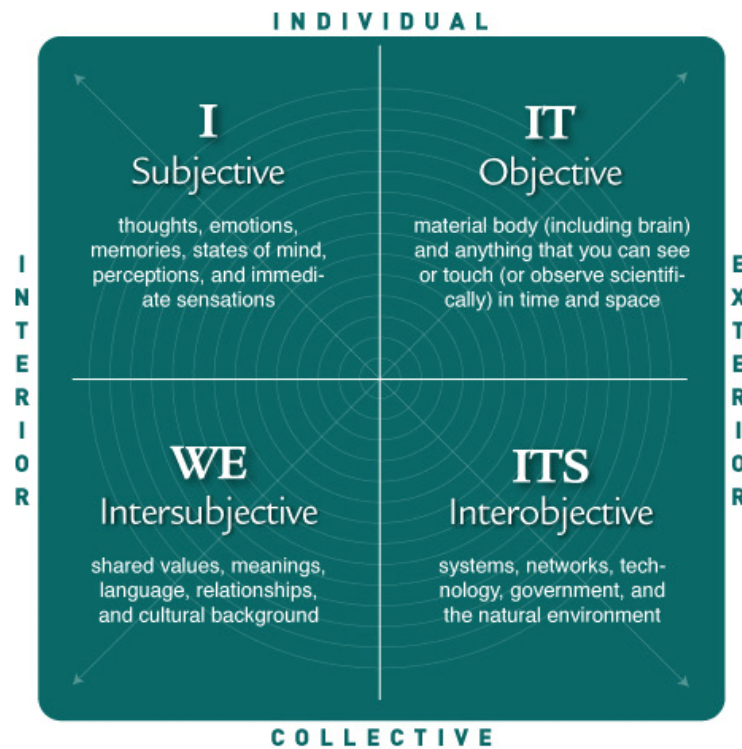 INDIVIDUAL
I
Subjective
thoughts, emotions,
memories, states of mind,
perceptions, and immedi-
ate sensations
IT
Objective
material body (including brain)
and anything that you can see
or touch (or observe scientifi-
cally) in time and space
INTERIOR
EXTERIOR
WE
Intersubjective
shared values, meanings,
language, relationships,
and cultural background
ITS
Interobjective
systems, networks, tech-
nology, government, and
the natural environment
COLLECTIVE